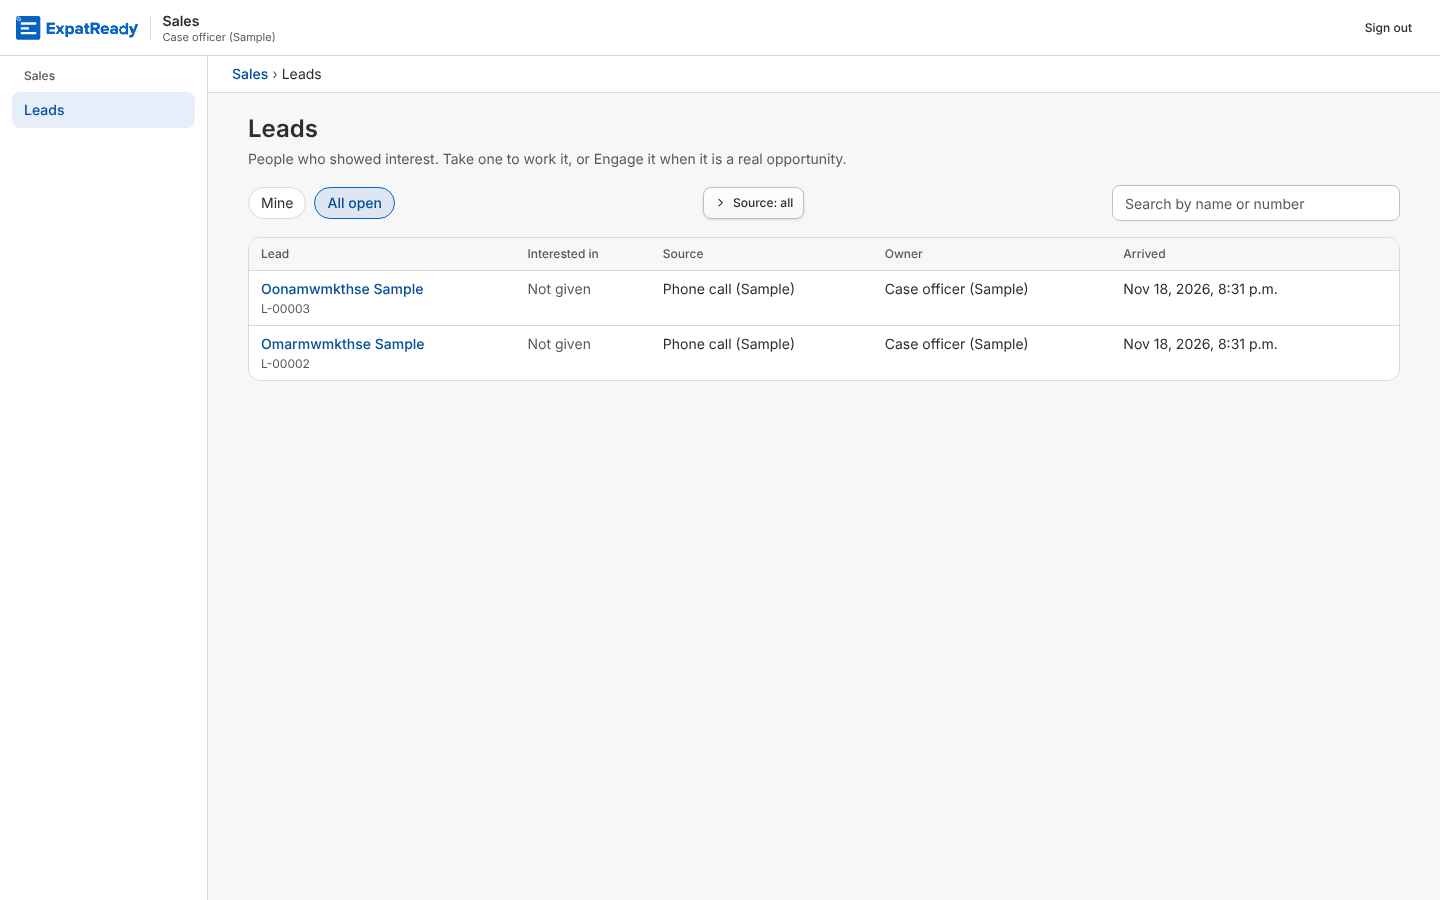 ExpatReady
Sales
Case officer (Sample)
Sign out
Sales
Leads
Sales › Leads
Leads
People who showed interest. Take one to work it, or Engage it when it is a real opportunity.
Mine
All open
Source: all
Search by name or number
Lead Interested in Source Owner Arrived
Oonamwmkthse Sample Not given Phone call (Sample) Case officer (Sample) Nov 18, 2026, 8:31 p.m.
L-00003
Omarmwmkthse Sample Not given Phone call (Sample) Case officer (Sample) Nov 18, 2026, 8:31 p.m.
L-00002